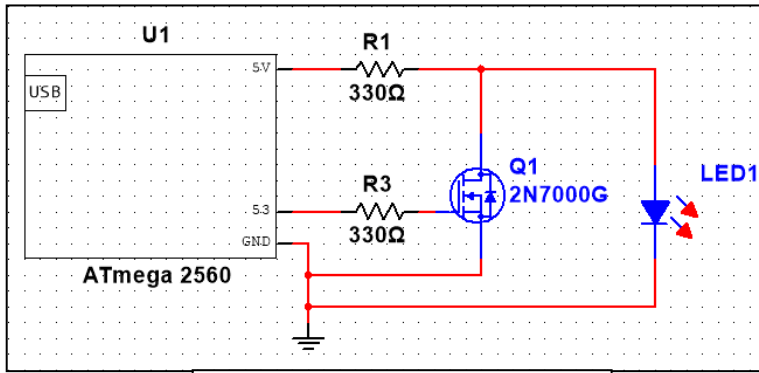 U1
R1
5V
330Ω
USB
Q1
2N7000G
LED1
R3
53
330Ω
GND
ATmega 2560